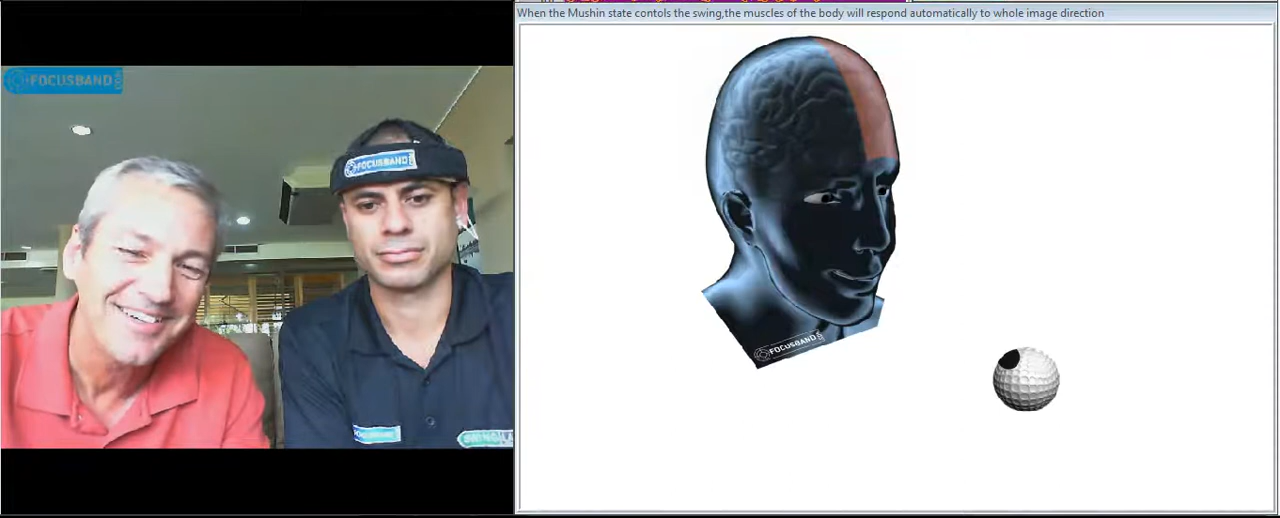 When the Mushin state contols the swing,the muscles of the body will respond automatically to whole image direction
FOCUSBAND
FOCUSBAND
FOCUSBAND
FOCUSBAND